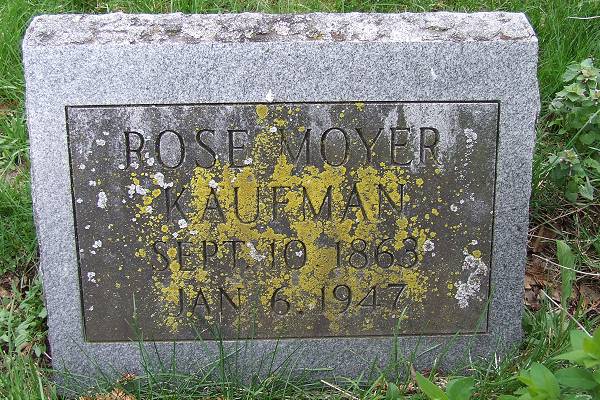 ROSE MOYER
KAUFMAN
SEPT. 10 1863
JAN 6. 1947